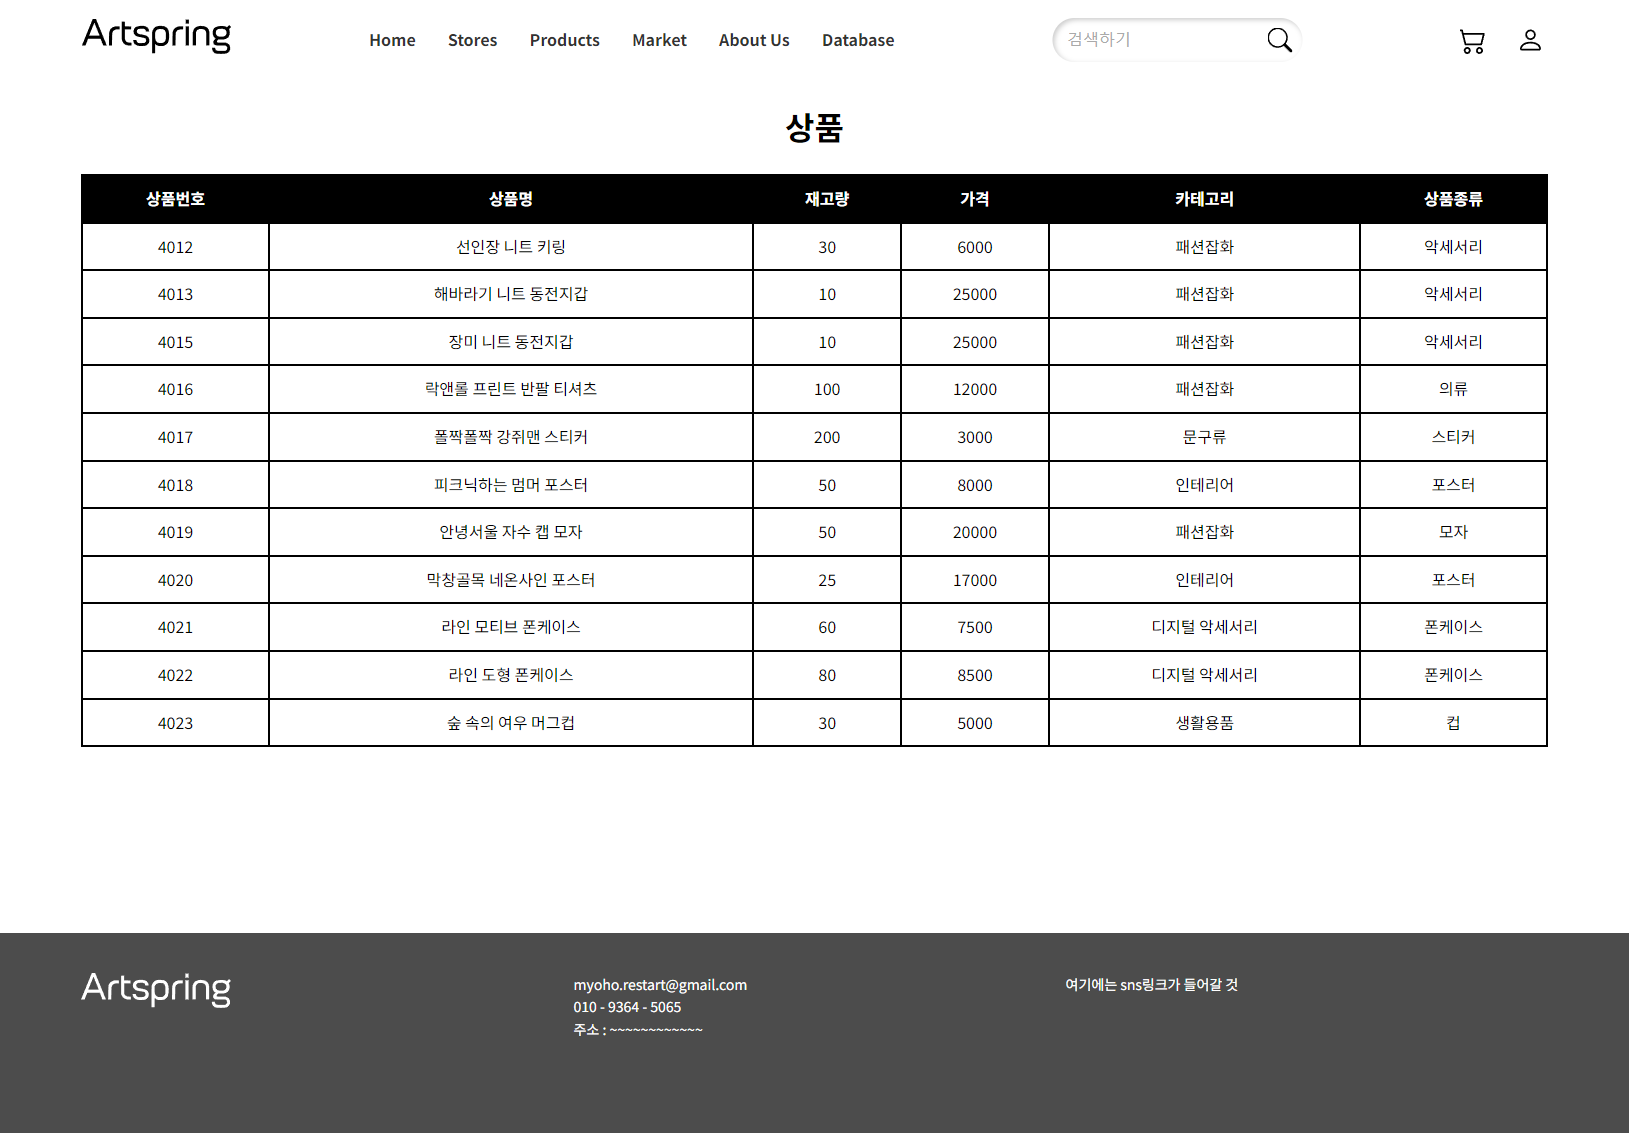 Artspring Home Stores Products Market About Us Database 검색하기
상품
상품번호 상품명 재고량 가격 카테고리 상품종류
4012 선인장 니트 키링 30 6000 패션잡화 악세서리
4013 해바라기 니트 동전지갑 10 25000 패션잡화 악세서리
4015 장미 니트 동전지갑 10 25000 패션잡화 악세서리
4016 락앤롤 프린트 반팔 티셔츠 100 12000 패션잡화 의류
4017 폴짝폴짝 강쥐맨 스티커 200 3000 문구류 스티커
4018 피크닉하는 멈머 포스터 50 8000 인테리어 포스터
4019 안녕서울 자수 캡 모자 50 20000 패션잡화 모자
4020 막창골목 네온사인 포스터 25 17000 인테리어 포스터
4021 라인 모티브 폰케이스 60 7500 디지털 악세서리 폰케이스
4022 라인 도형 폰케이스 80 8500 디지털 악세서리 폰케이스
4023 숲 속의 여우 머그컵 30 5000 생활용품 컵
Artspring myoho.restart@gmail.com 여기에는 sns링크가 들어갈 것
010 - 9364 - 5065
주소 : ~~~~~~~~~~~~